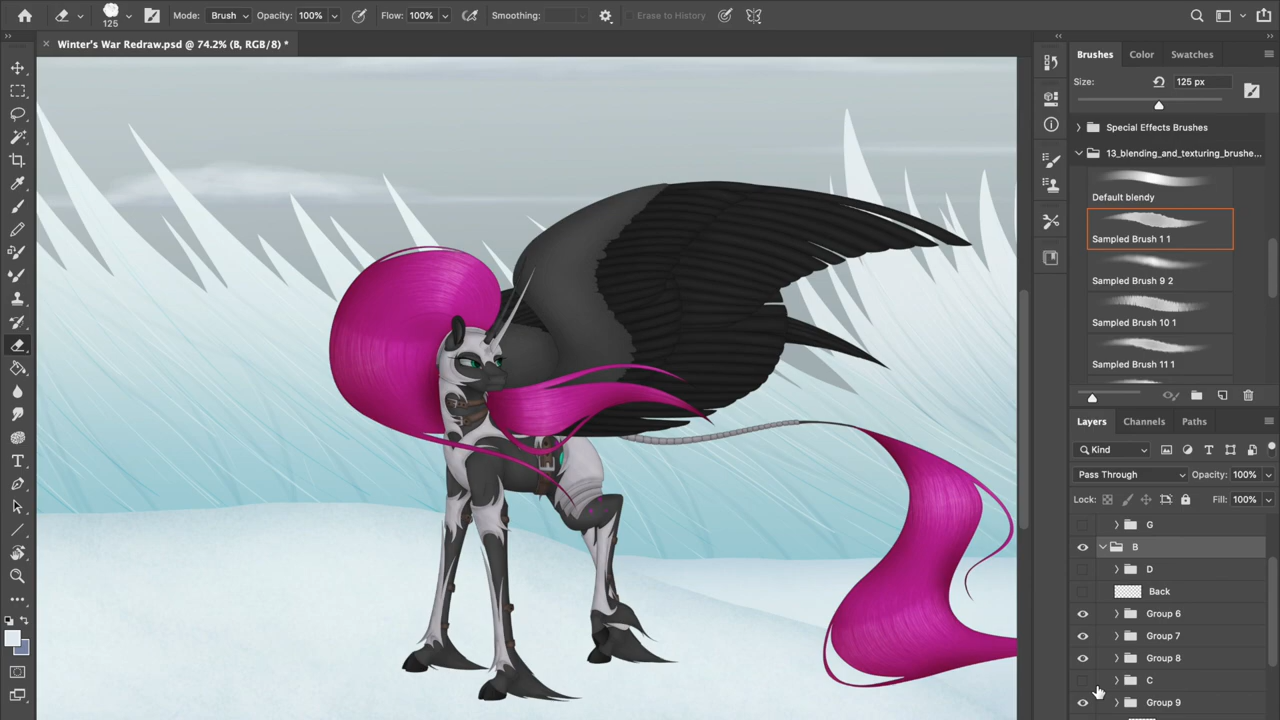 125
Mode: Brush Opacity: 100% Flow: 100% Smoothing: Erase to History
× Winter's War Redraw.psd @ 74.2% (B, RGB/8) *
Brushes Color Swatches
Size: 125 px
Special Effects Brushes
13_blending_and_texturing_brushe...
Default blendy
Sampled Brush 1 1
Sampled Brush 9 2
Sampled Brush 10 1
Sampled Brush 11 1
Layers Channels Paths
Kind
Pass Through Opacity: 100%
Lock: Fill: 100%
G
B
D
Back
Group 6
Group 7
Group 8
C
Group 9